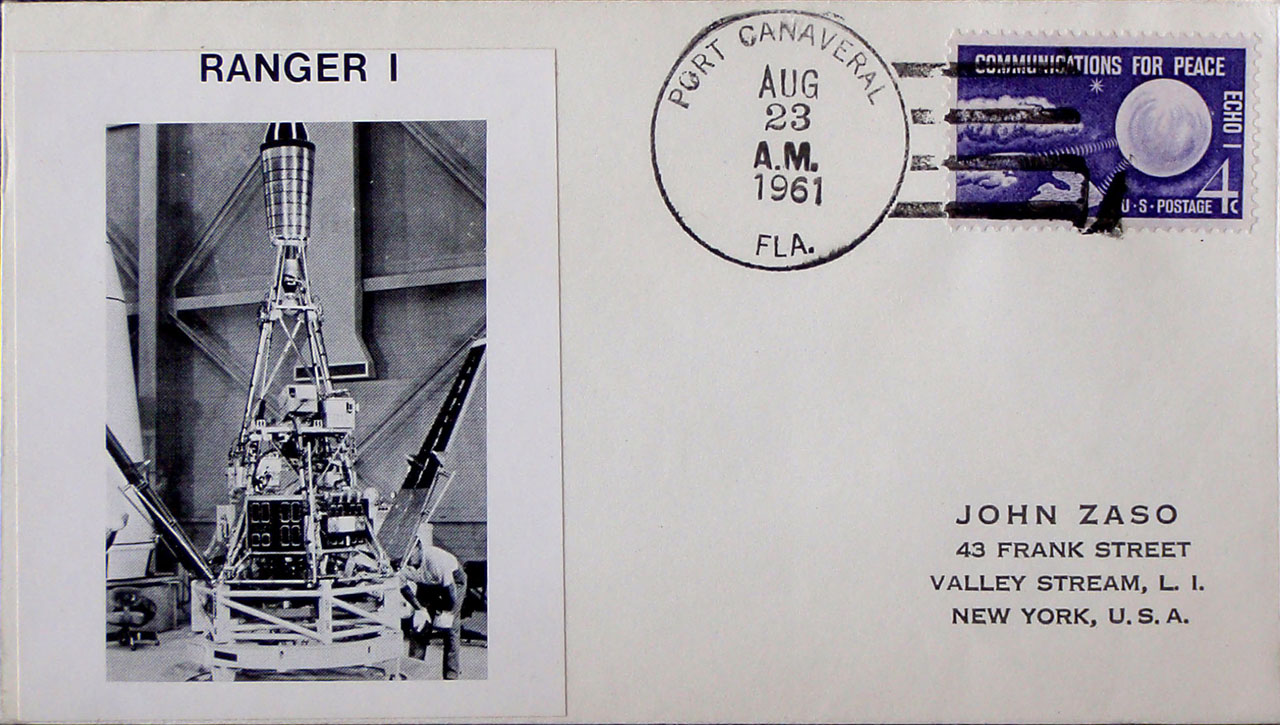 RANGER I
PORT CANAVERAL
AUG
23
A.M.
1961
FLA.
COMMUNICATIONS FOR PEACE
ECHO I
U·S·POSTAGE 4c
JOHN ZASO
43 FRANK STREET
VALLEY STREAM, L. I.
NEW YORK, U. S. A.